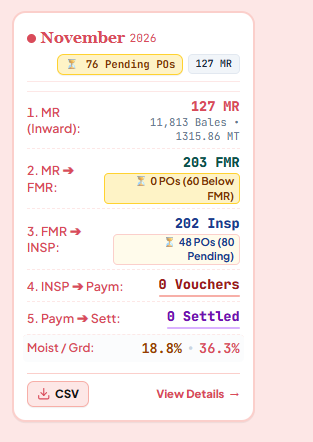 November 2026
⏳ 76 Pending POs 127 MR
1. MR (Inward): 127 MR
11,813 Bales •
1315.86 MT
2. MR ➔ FMR: 203 FMR
⏳ 0 POs (60 Below
FMR)
3. FMR ➔ INSP: 202 Insp
⏳ 48 POs (80
Pending)
4. INSP ➔ Paym: 0 Vouchers
5. Paym ➔ Sett: 0 Settled
Moist / Grd: 18.8% • 36.3%
CSV View Details →